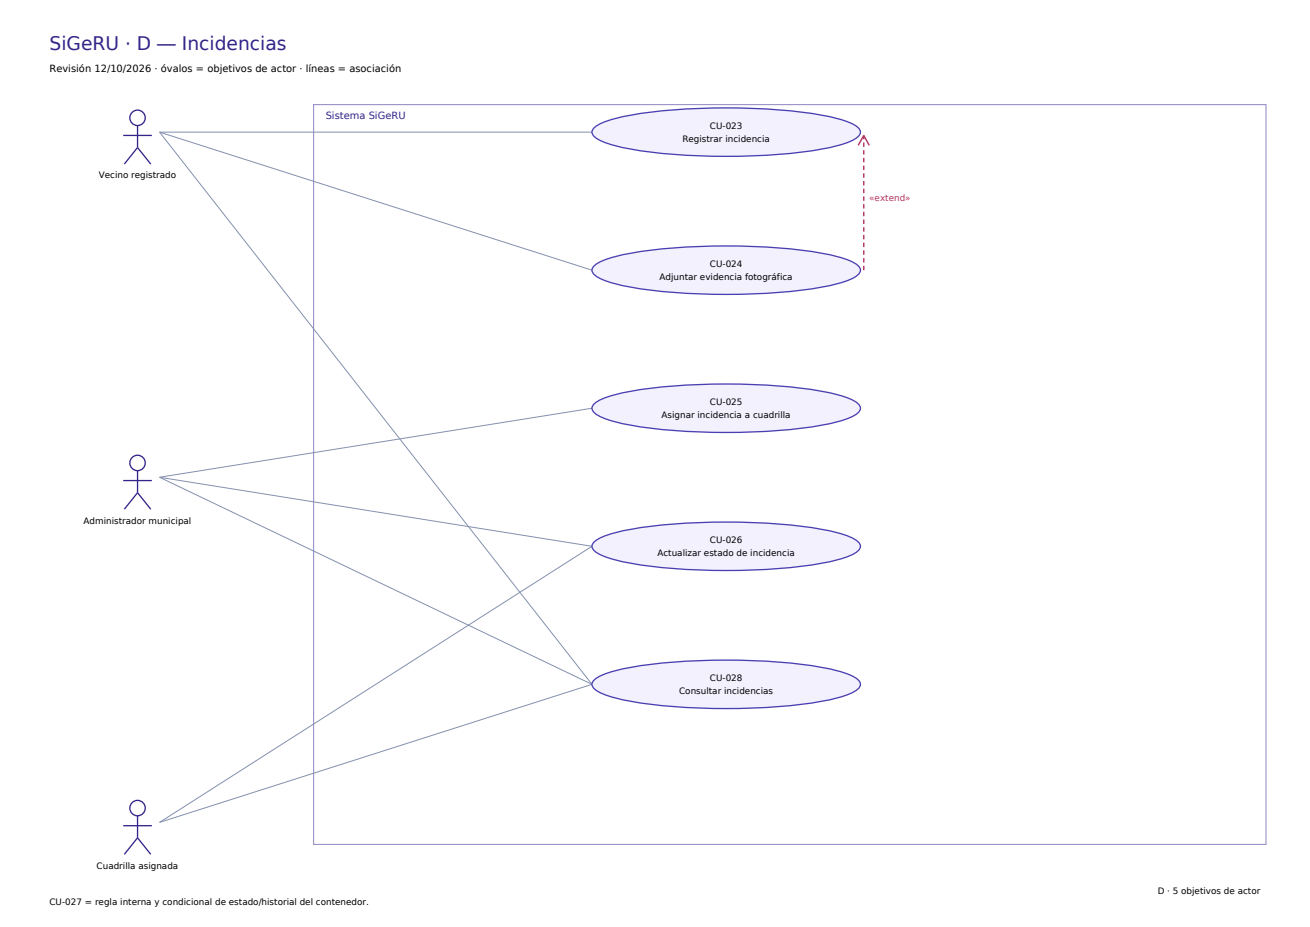 SiGeRU · D — Incidencias
Revisión 12/10/2026 · óvalos = objetivos de actor · líneas = asociación
Sistema SiGeRU
CU-023
Registrar incidencia
Vecino registrado
«extend»
CU-024
Adjuntar evidencia fotográfica
CU-025
Asignar incidencia a cuadrilla
Administrador municipal
CU-026
Actualizar estado de incidencia
CU-028
Consultar incidencias
Cuadrilla asignada
D · 5 objetivos de actor
CU-027 = regla interna y condicional de estado/historial del contenedor.